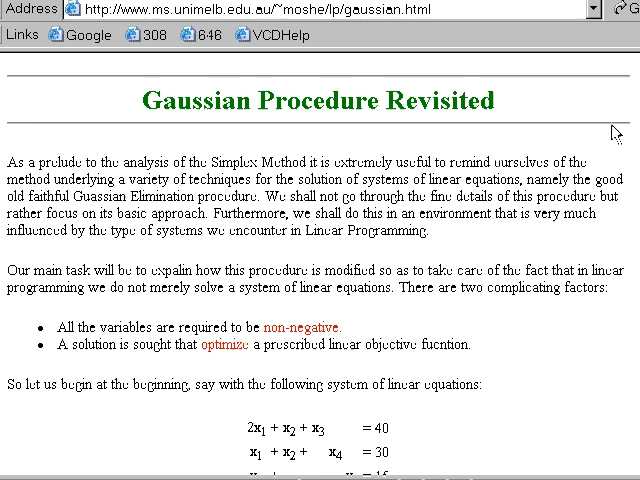 Address http://www.ms.unimelb.edu.au/~moshe/lp/gaussian.html G
Links Google 308 646 VCDHelp
Gaussian Procedure Revisited
As a prelude to the analysis of the Simplex Method it is extremely useful to remind ourselves of the
method underlying a variety of techniques for the solution of systems of linear equations, namely the good
old faithful Guassian Elimination procedure. We shall not go through the fine details of this procedure but
rather focus on its basic approach. Furthermore, we shall do this in an environment that is very much
influenced by the type of systems we encounter in Linear Programming.
Our main task will be to expalin how this procedure is modified so as to take care of the fact that in linear
programming we do not merely solve a system of linear equations. There are two complicating factors:
• All the variables are required to be non-negative.
• A solution is sought that optimize a prescribed linear objective fucntion.
So let us begin at the beginning, say with the following system of linear equations:
2x1 + x2 + x3 = 40
x1 + x2 + x4 = 30